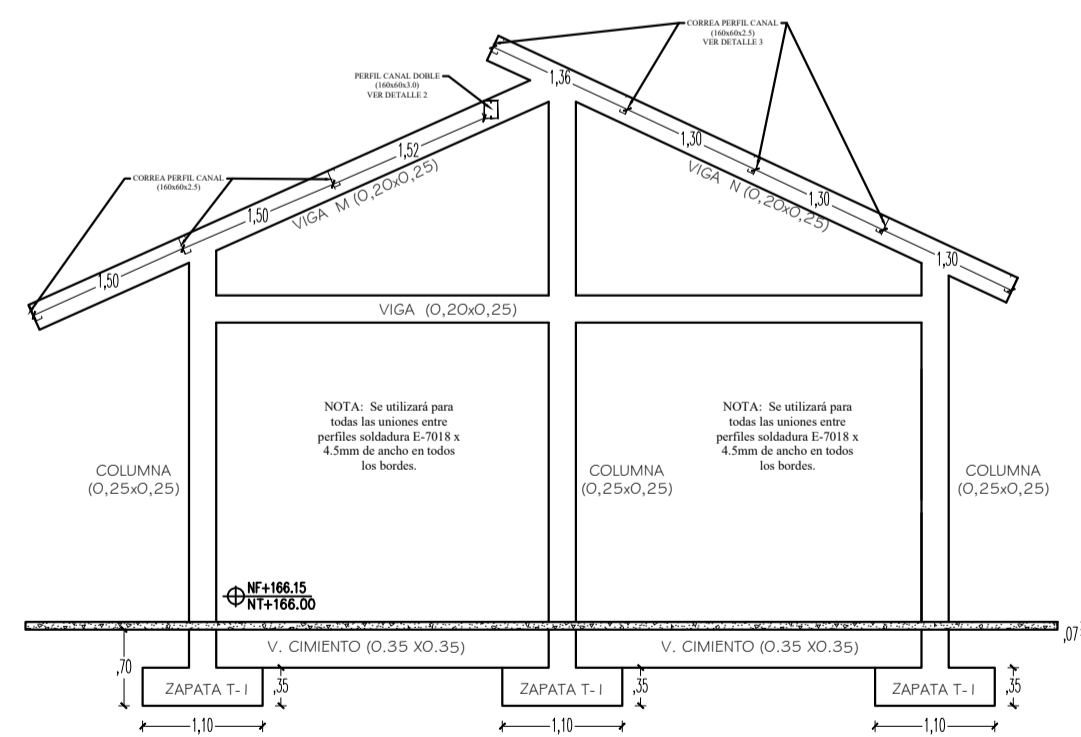 CORREA PERFIL CANAL
(160x60x2.5)
VER DETALLE 3
PERFIL CANAL DOBLE
(160x60x3.0)
VER DETALLE 2
1,36
1,30
1,30
1,30
VIGA N (0,20x0,25)
1,52
1,50
1,50
VIGA M (0,20x0,25)
CORREA PERFIL CANAL
(160x60x2.5)
VIGA (0,20x0,25)
NOTA: Se utilizará para
todas las uniones entre
perfiles soldadura E-7018 x
4.5mm de ancho en todos
los bordes.
NOTA: Se utilizará para
todas las uniones entre
perfiles soldadura E-7018 x
4.5mm de ancho en todos
los bordes.
COLUMNA
(0,25x0,25)
COLUMNA
(0,25x0,25)
COLUMNA
(0,25x0,25)
NF+166.15
NT+166.00
V. CIMIENTO (0.35 X0.35)
V. CIMIENTO (0.35 X0.35)
,07
,70
ZAPATA T-1
,35
ZAPATA T-1
,35
ZAPATA T-1
,35
1,10
1,10
1,10